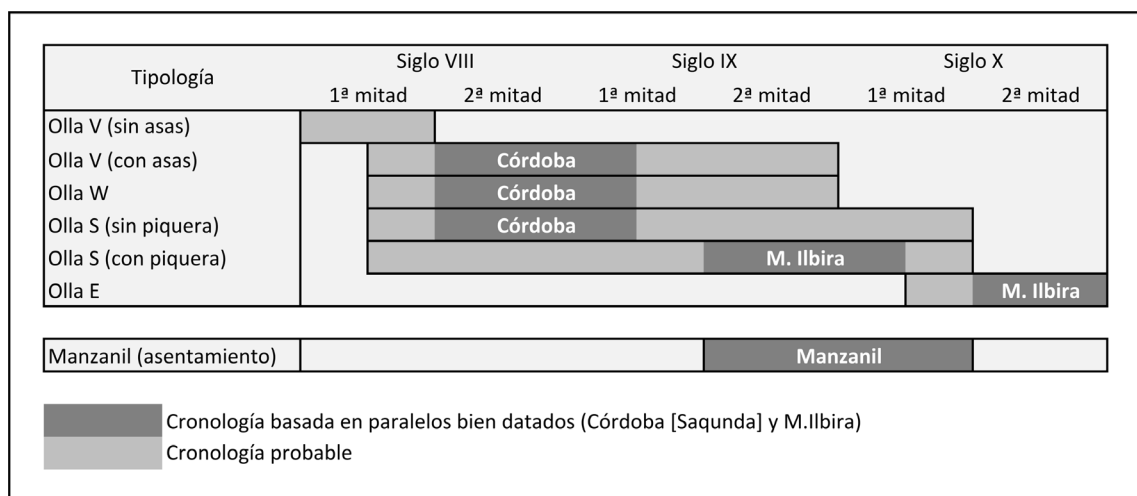 Tipología
Siglo VIII Siglo IX Siglo X
1ª mitad 2ª mitad 1ª mitad 2ª mitad 1ª mitad 2ª mitad
Olla V (sin asas)
Olla V (con asas) Córdoba
Olla W Córdoba
Olla S (sin piquera) Córdoba
Olla S (con piquera) M. Ilbira
Olla E M. Ilbira
Manzanil (asentamiento) Manzanil
Cronología basada en paralelos bien datados (Córdoba [Saqunda] y M.Ilbira)
Cronología probable